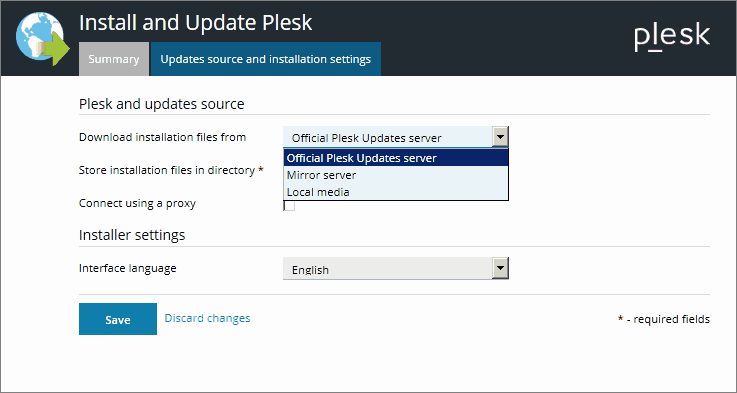 Install and Update Plesk
plesk
Summary
Updates source and installation settings
Plesk and updates source
Download installation files from
Official Plesk Updates server
Official Plesk Updates server
Store installation files in directory *
Mirror server
Local media
Connect using a proxy
Installer settings
Interface language
English
Save
Discard changes
* - required fields